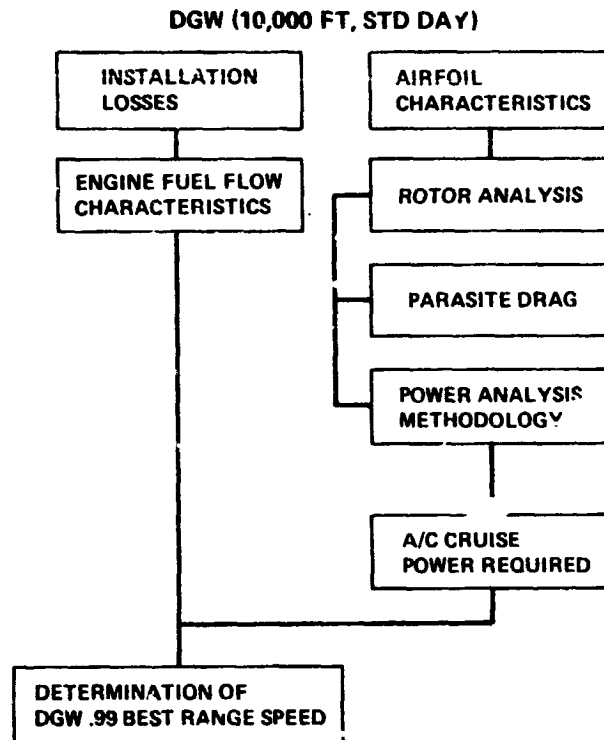 DGW (10,000 FT, STD DAY)
INSTALLATION
LOSSES
AIRFOIL
CHARACTERISTICS
ENGINE FUEL FLOW
CHARACTERISTICS
ROTOR ANALYSIS
PARASITE DRAG
POWER ANALYSIS
METHODOLOGY
A/C CRUISE
POWER REQUIRED
DETERMINATION OF
DGW .99 BEST RANGE SPEED